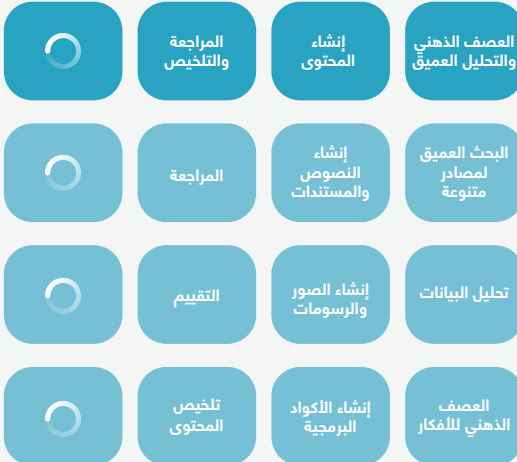 العصف الذهني
والتحليل العميق
إنشاء
المحتوى
المراجعة
والتلخيص
البحث العميق
لمصادر
متنوعة
إنشاء
النصوص
والمستندات
المراجعة
تحليل البيانات
إنشاء الصور
والرسومات
التقييم
العصف
الذهني للأفكار
إنشاء الأكواد
البرمجية
تلخيص
المحتوى